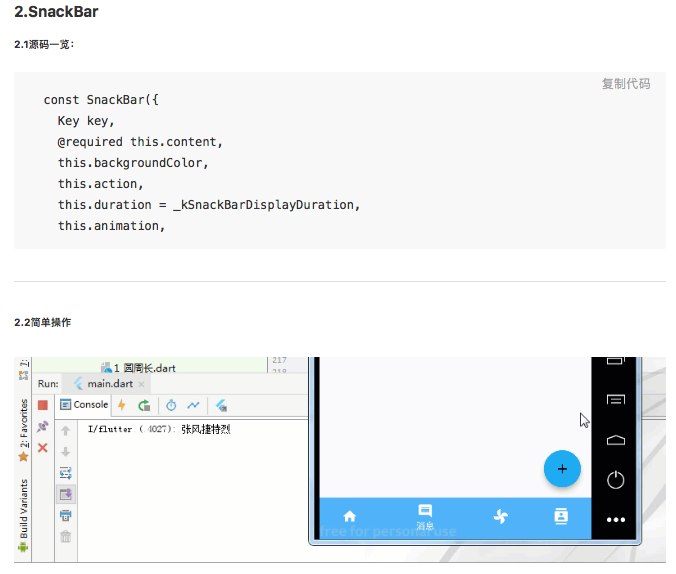 2.SnackBar
2.1源码一览：
复制代码
const SnackBar({
Key key,
@required this.content,
this.backgroundColor,
this.action,
this.duration = _kSnackBarDisplayDuration,
this.animation,
2.2简单操作
1 圆周长.dart
217
218
Run: main.dart ×
Console
I/flutter ( 4027): 张风捷特烈
2: Favorites
Build Variants
消息
free for personal use